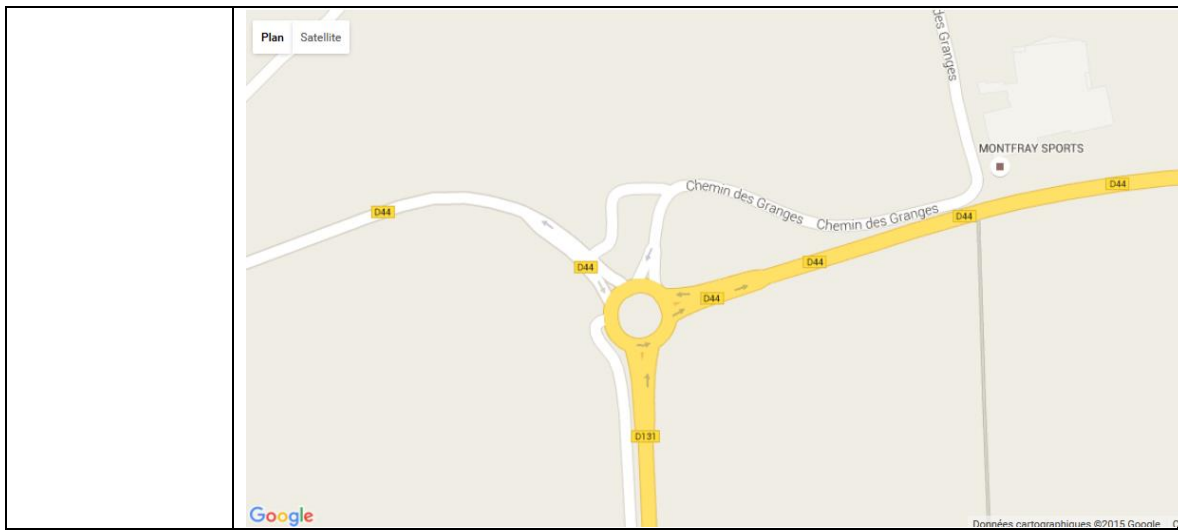 Plan Satellite
des Granges
MONTFRAY SPORTS
Chemin des Granges
Chemin des Granges
D44
D44
D44
D44
D44
D44
D131
Google
Données cartographiques ©2015 Google